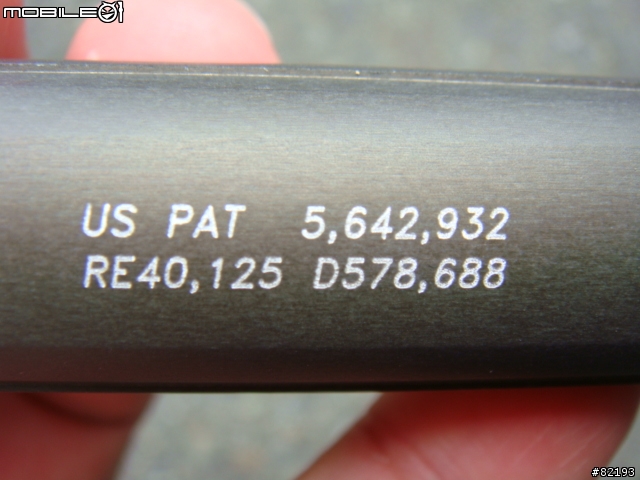 MOBILE01
US PAT 5,642,932
RE40,125 D578,688
#82193